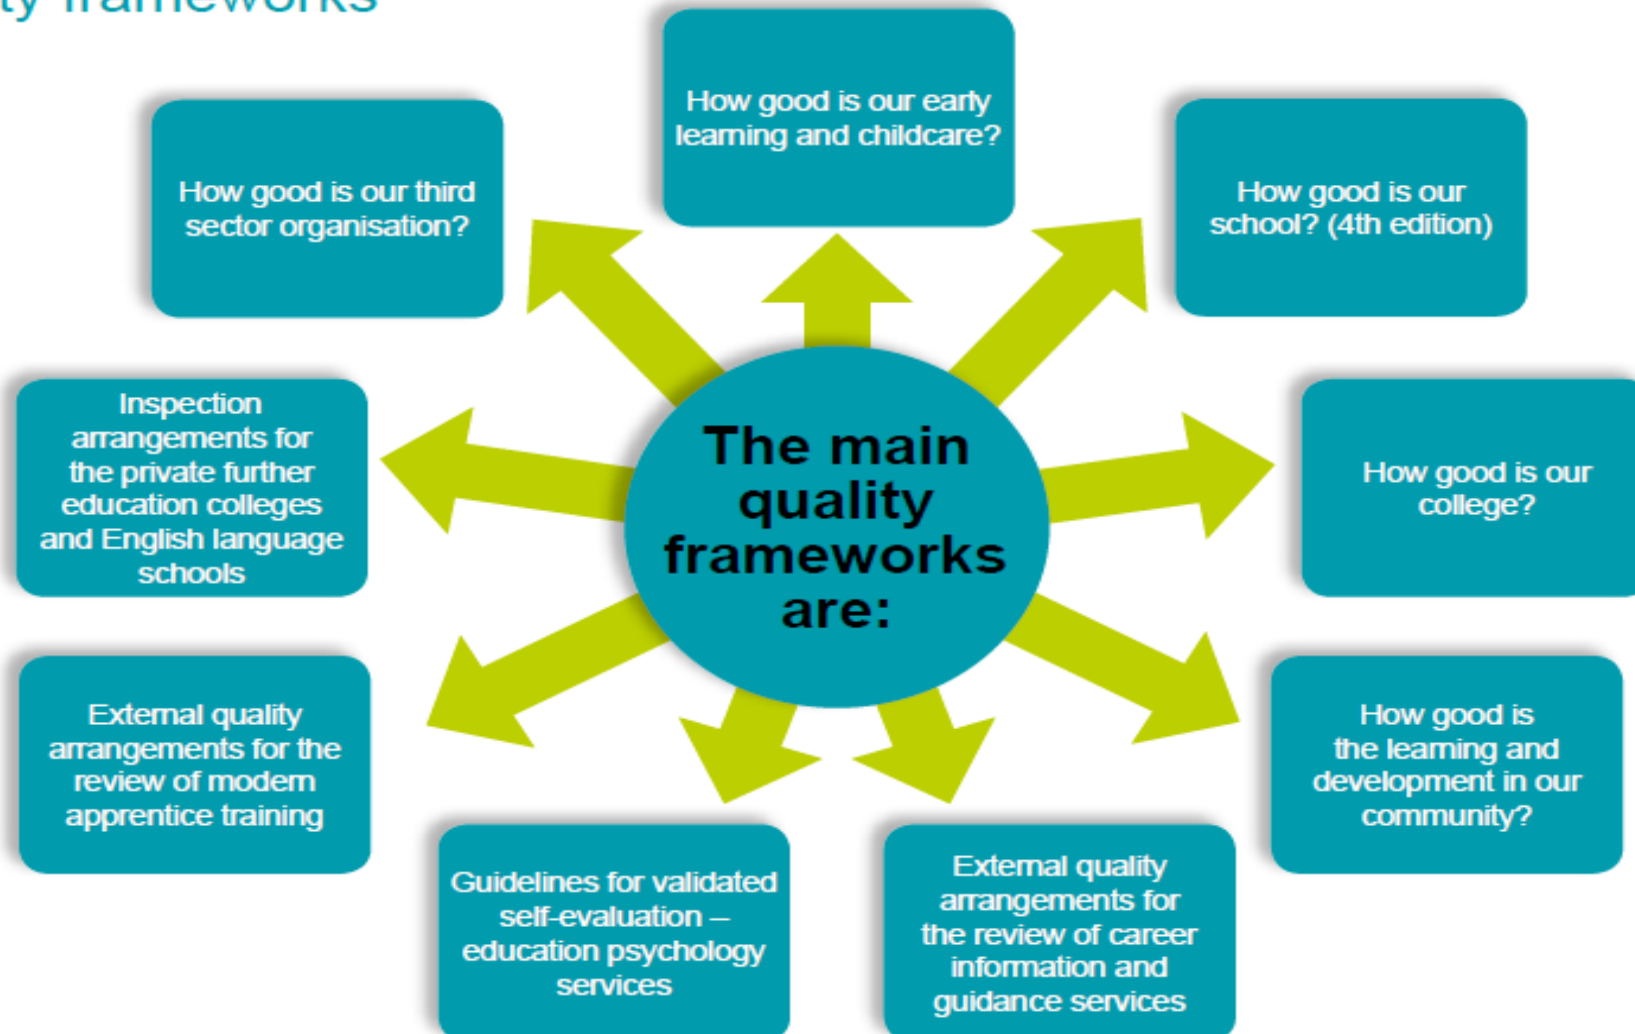 ty frameworks
How good is our early
learning and childcare?
How good is our third
sector organisation?
How good is our
school? (4th edition)
Inspection
arrangements for
the private further
education colleges
and English language
schools
The main
quality
frameworks
are:
How good is our
college?
External quality
arrangements for the
review of modern
apprentice training
How good is
the learning and
development in our
community?
Guidelines for validated
self-evaluation –
education psychology
services
External quality
arrangements for
the review of career
information and
guidance services